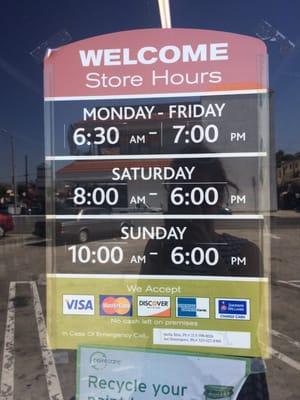 WELCOME
Store Hours
MONDAY - FRIDAY
6:30 AM - 7:00 PM
SATURDAY
8:00 AM - 6:00 PM
SUNDAY
10:00 AM - 6:00 PM
We Accept
VISA MasterCard DISCOVER
No cash left on premises
In Case Of Emergency Call:
paintcare
Recycle your